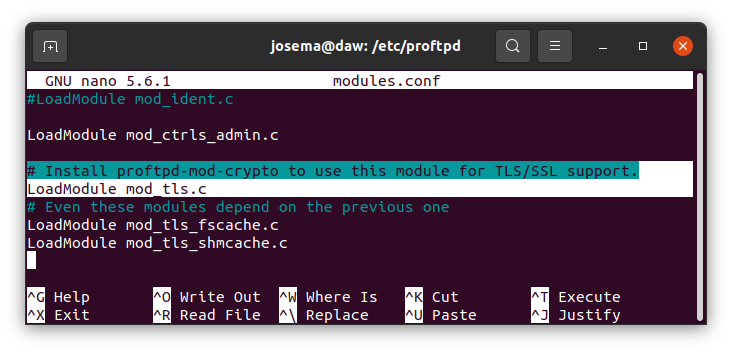 josema@daw: /etc/proftpd
GNU nano 5.6.1 modules.conf
#LoadModule mod_ident.c
LoadModule mod_ctrls_admin.c
# Install proftpd-mod-crypto to use this module for TLS/SSL support.
LoadModule mod_tls.c
# Even these modules depend on the previous one
LoadModule mod_tls_fscache.c
LoadModule mod_tls_shmcache.c
^G Help ^O Write Out ^W Where Is ^K Cut ^T Execute
^X Exit ^R Read File ^\ Replace ^U Paste ^J Justify